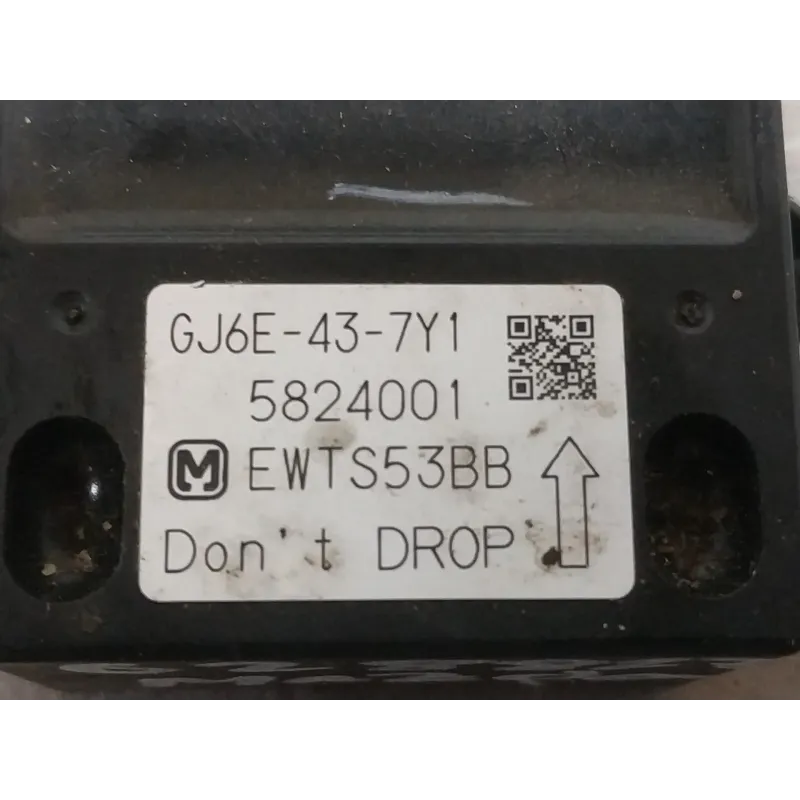 GJ6E-43-7Y1
5824001
M EWTS53BB
Don't DROP